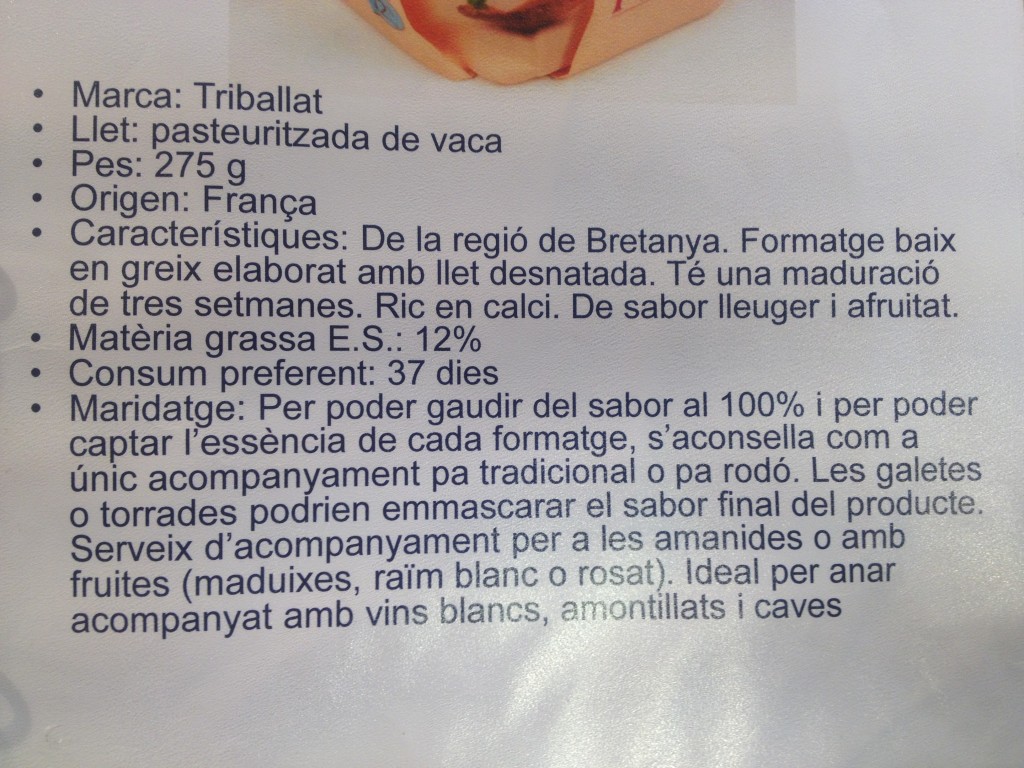 • Marca: Triballat
• Llet: pasteuritzada de vaca
• Pes: 275 g
• Origen: França
• Característiques: De la regió de Bretanya. Formatge baix
en greix elaborat amb llet desnatada. Té una maduració
de tres setmanes. Ric en calci. De sabor lleuger i afruitat.
• Matèria grassa E.S.: 12%
• Consum preferent: 37 dies
• Maridatge: Per poder gaudir del sabor al 100% i per poder
captar l'essència de cada formatge, s'aconsella com a
únic acompanyament pa tradicional o pa rodó. Les galetes
o torrades podrien emmascarar el sabor final del producte.
Serveix d'acompanyament per a les amanides o amb
fruites (maduixes, raïm blanc o rosat). Ideal per anar
acompanyat amb vins blancs, amontillats i caves